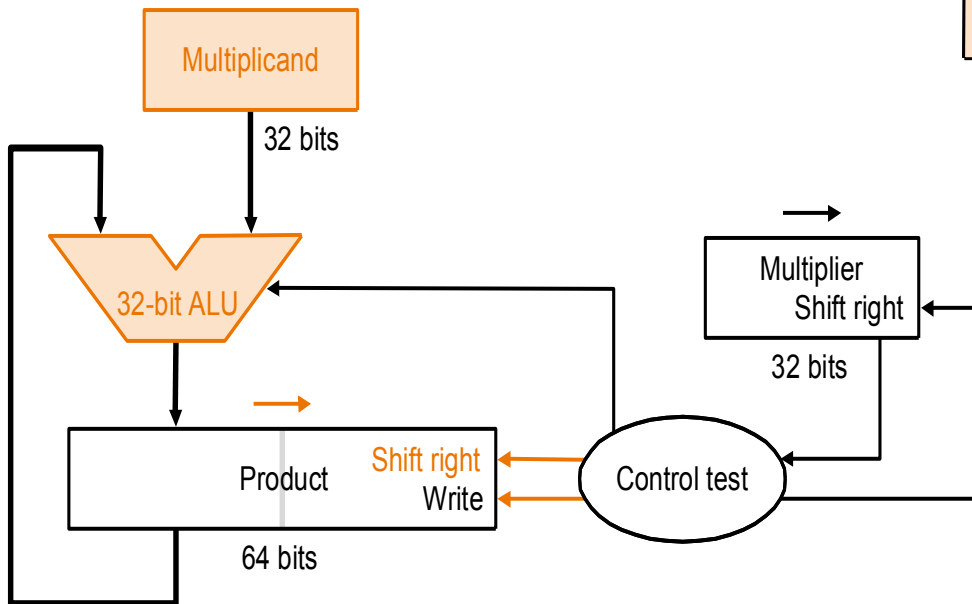 Multiplicand
32 bits
32-bit ALU
Multiplier
Shift right
32 bits
Product
Shift right
Write
64 bits
Control test